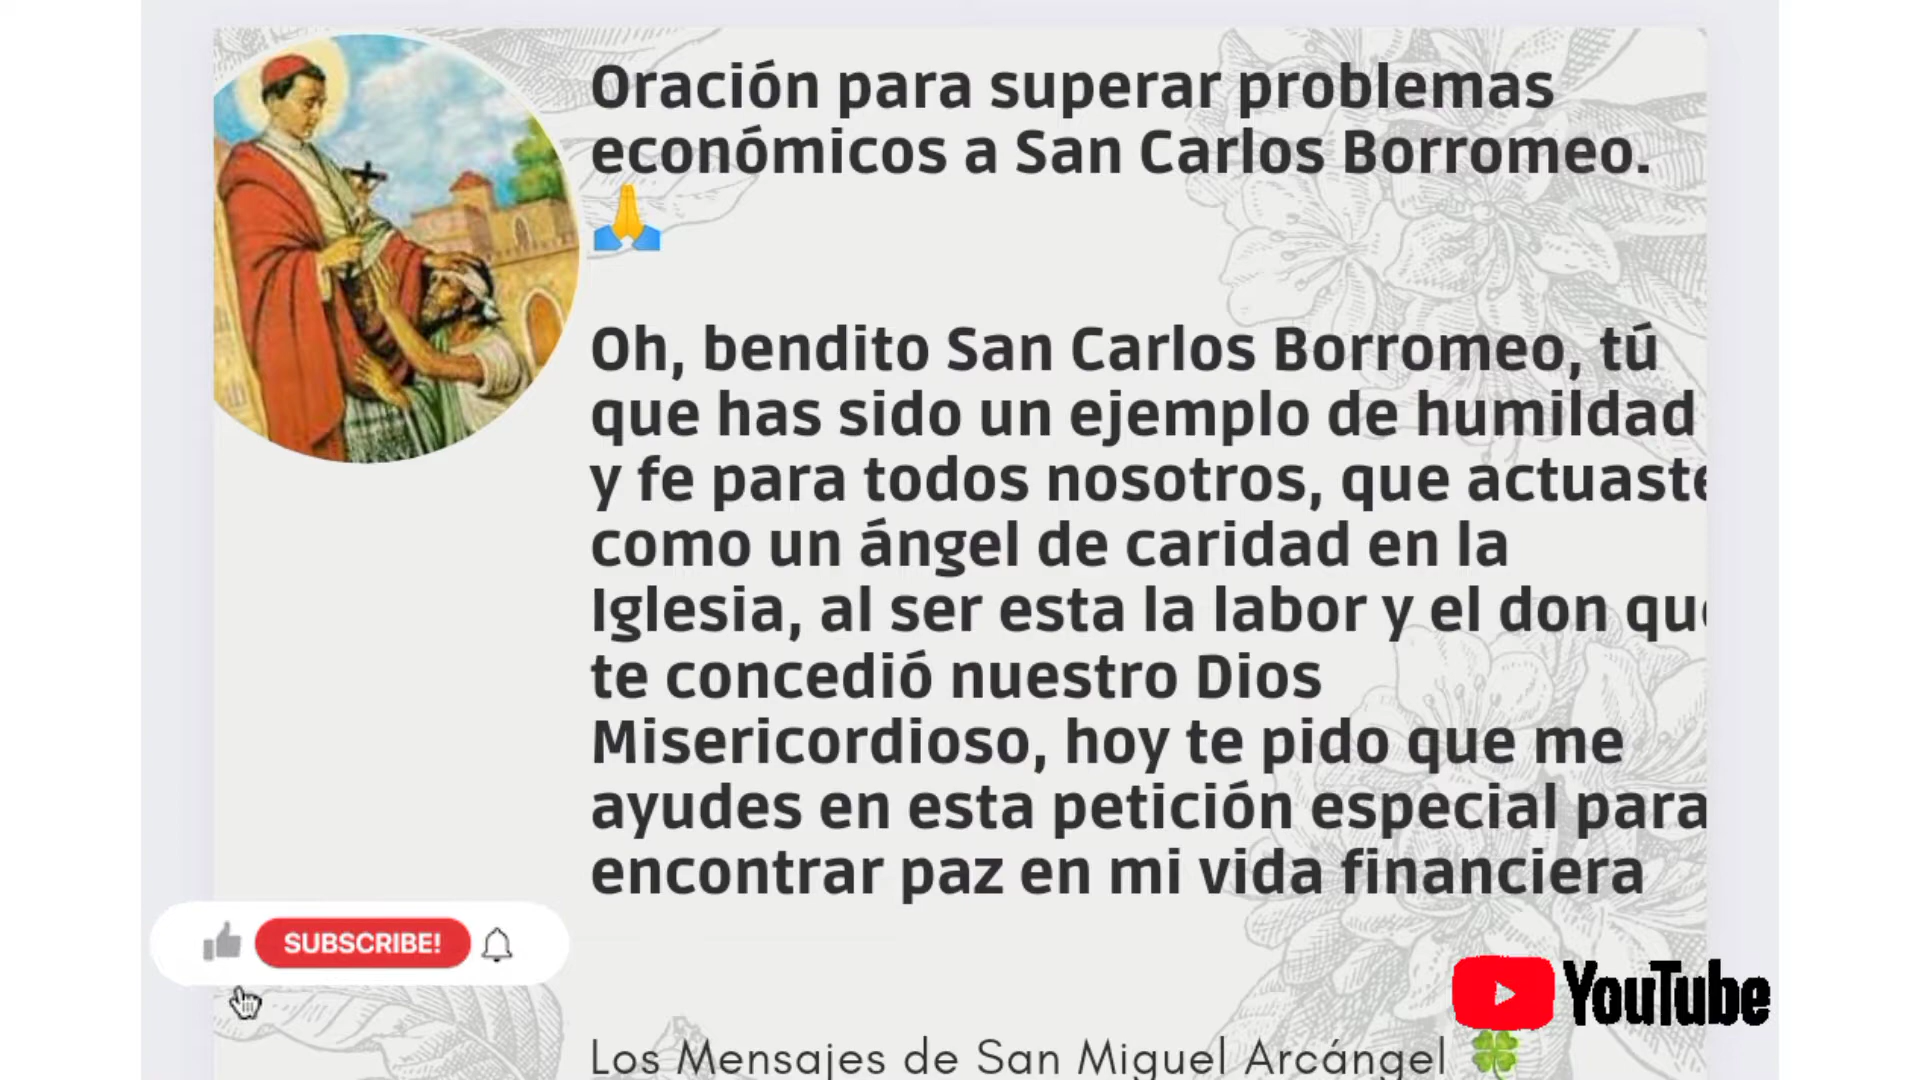 Oración para superar problemas
económicos a San Carlos Borromeo.
🙏
Oh, bendito San Carlos Borromeo, tú
que has sido un ejemplo de humildad
y fe para todos nosotros, que actuaste
como un ángel de caridad en la
Iglesia, al ser esta la labor y el don que
te concedió nuestro Dios
Misericordioso, hoy te pido que me
ayudes en esta petición especial para
encontrar paz en mi vida financiera
SUBSCRIBE!
YouTube
Los Mensajes de San Miguel Arcángel 🍀